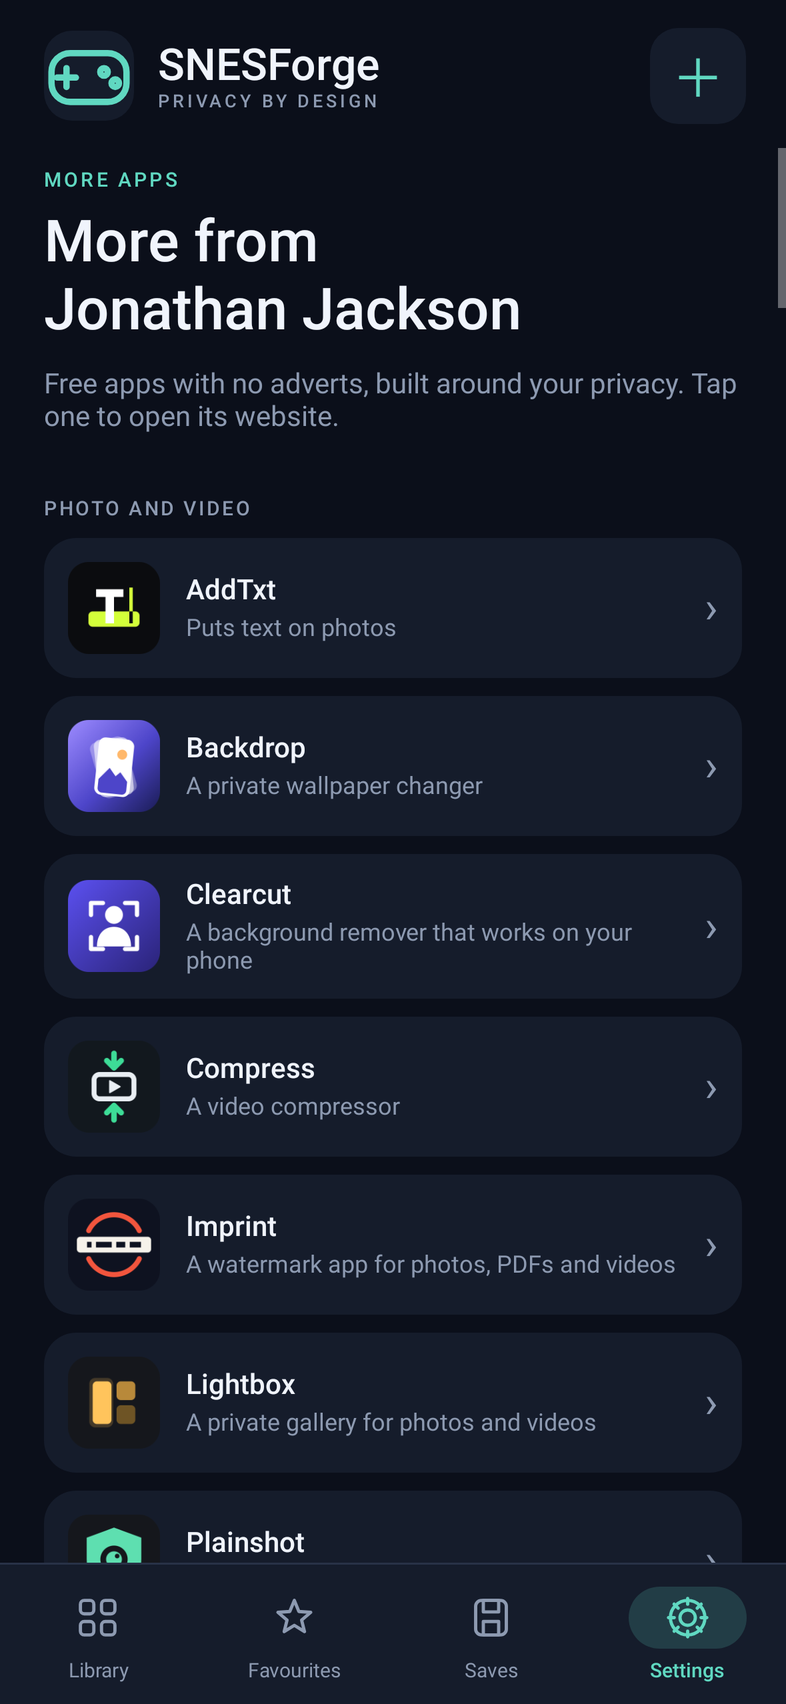 SNESForge
PRIVACY BY DESIGN
MORE APPS
More from
Jonathan Jackson
Free apps with no adverts, built around your privacy. Tap
one to open its website.
PHOTO AND VIDEO
T
AddTxt
Puts text on photos
Backdrop
A private wallpaper changer
Clearcut
A background remover that works on your
phone
Compress
A video compressor
Imprint
A watermark app for photos, PDFs and videos
Lightbox
A private gallery for photos and videos
Plainshot
Library
Favourites
Saves
Settings